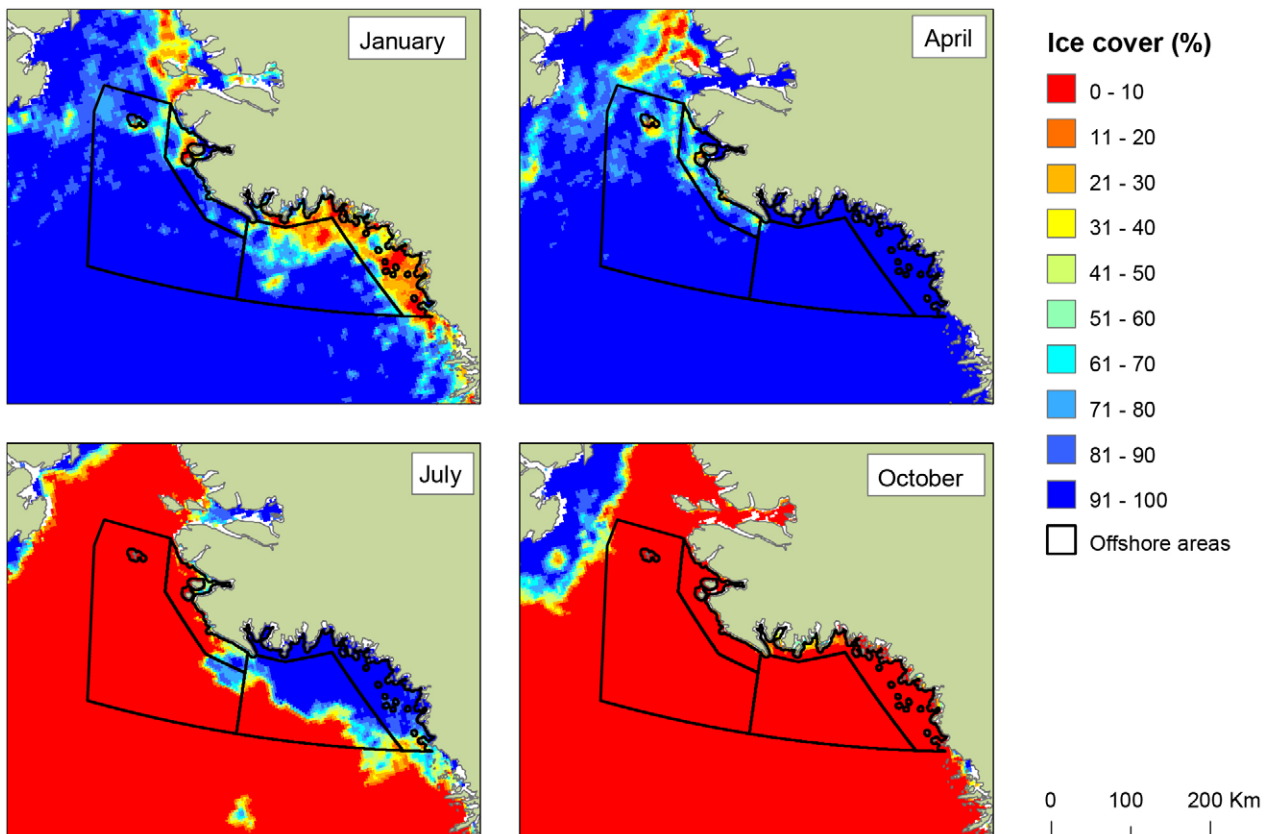 January
April
July
October
Ice cover (%)
0 - 10
11 - 20
21 - 30
31 - 40
41 - 50
51 - 60
61 - 70
71 - 80
81 - 90
91 - 100
Offshore areas
0 100 200 Km